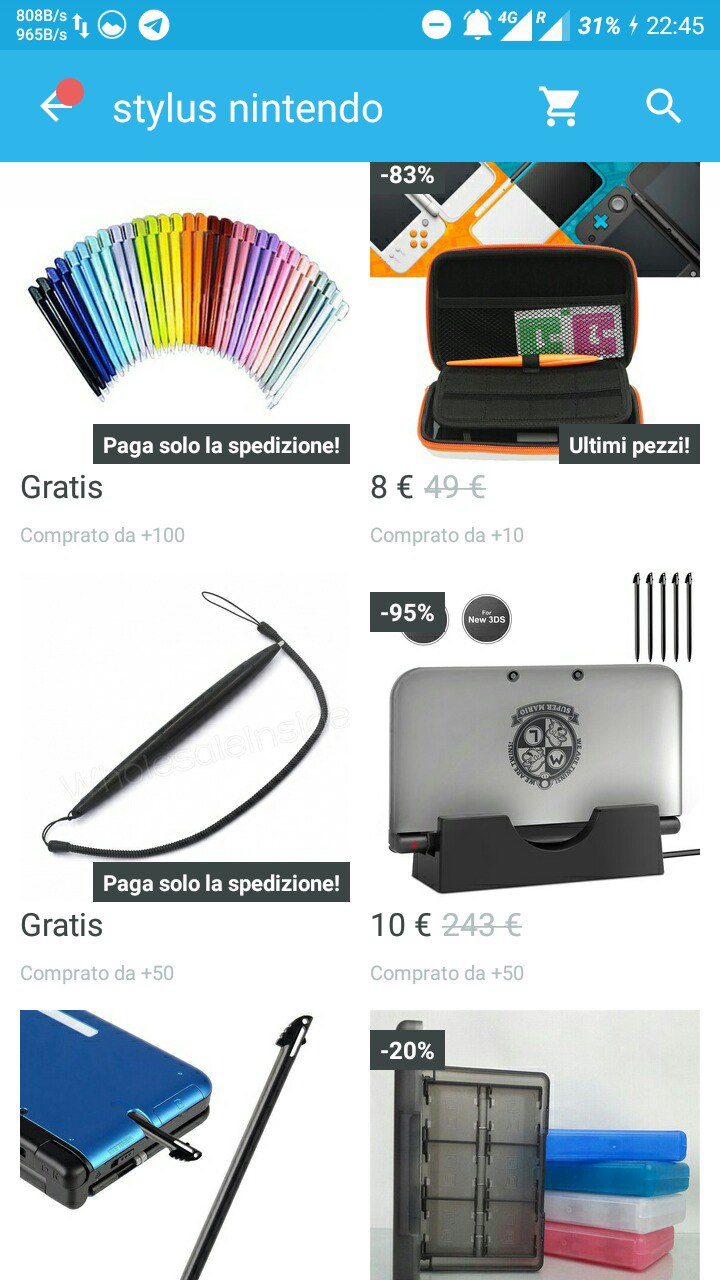 808B/s
965B/s
4G
R
31%
22:45
stylus nintendo
-83%
Paga solo la spedizione!
Ultimi pezzi!
Gratis
8 € 49 €
Comprato da +100
Comprato da +10
-95%
For
New 3DS
SUPER MARIO
L
M
WholesaleInside
Paga solo la spedizione!
Gratis
10 € 243 €
Comprato da +50
Comprato da +50
-20%